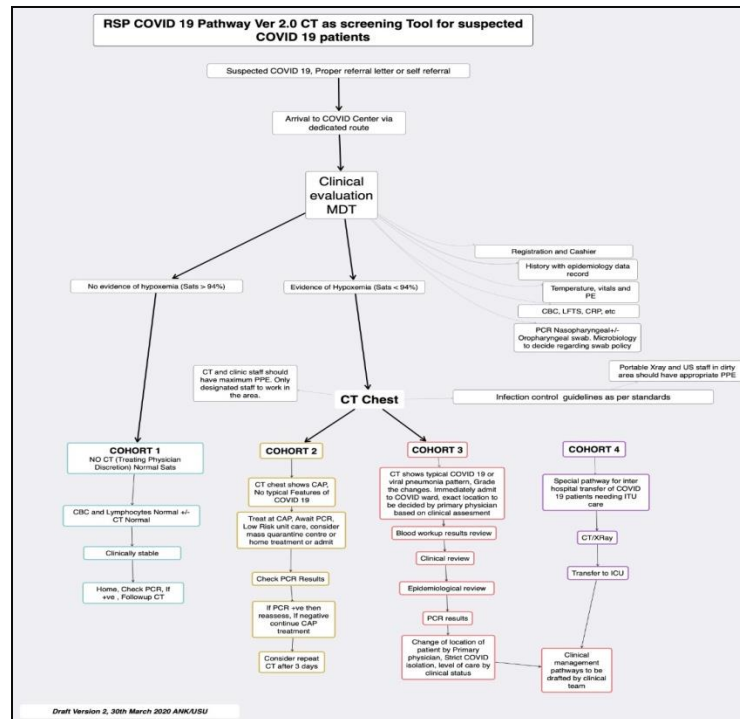 RSP COVID 19 Pathway Ver 2.0 CT as screening Tool for suspected
COVID 19 patients
Suspected COVID 19, Proper referral letter or self referral
Arrival to COVID Center via
dedicated route
Clinical
evaluation
MDT
Registration and Cashier
History with epidemiology data
record
Temperature, vitals and
PE
CBC, LFTS, CRP, etc
PCR Nasopharyngeal+/-
Oropharyngeal swab. Microbiology
to decide regarding swab policy
No evidence of hypoxemia (Sats > 94%)
Evidence of Hypoxemia (Sats < 94%)
CT and clinic staff should
have maximum PPE. Only
designated staff to work in
the area.
CT Chest
Portable Xray and US staff in dirty
area should have appropriate PPE
Infection control guidelines as per standards
COHORT 1
NO CT (Treating Physician
Discretion) Normal Sats
CBC and Lymphocytes Normal +/-
CT Normal
Clinically stable
Home, Check PCR, If
+ve , Followup CT
COHORT 2
CT chest shows CAP,
No typical Features of
COVID 19
Treat at CAP, Await PCR,
Low Risk unit care, consider
mass quarantine centre or
home treatment or admit
Check PCR Results
If PCR +ve then
reassess, If negative
continue CAP
treatment
Consider repeat
CT after 3 days
COHORT 3
CT shows typical COVID 19 or
viral pneumonia pattern, Grade
the changes. Immediately admit
to COVID ward, exact location to
be decided by primary physician
based on clinical assesment
Blood workup results review
Clinical review
Epidemiological review
PCR results
Change of location of
patient by Primary
physician, Strict COVID
isolation, level of care by
clinical status
COHORT 4
Special pathway for inter
hospital transfer of COVID
19 patients needing ITU
care
CT/XRay
Transfer to ICU
Clinical
management
pathways to be
drafted by clinical
team
Draft Version 2, 30th March 2020 ANK/USU